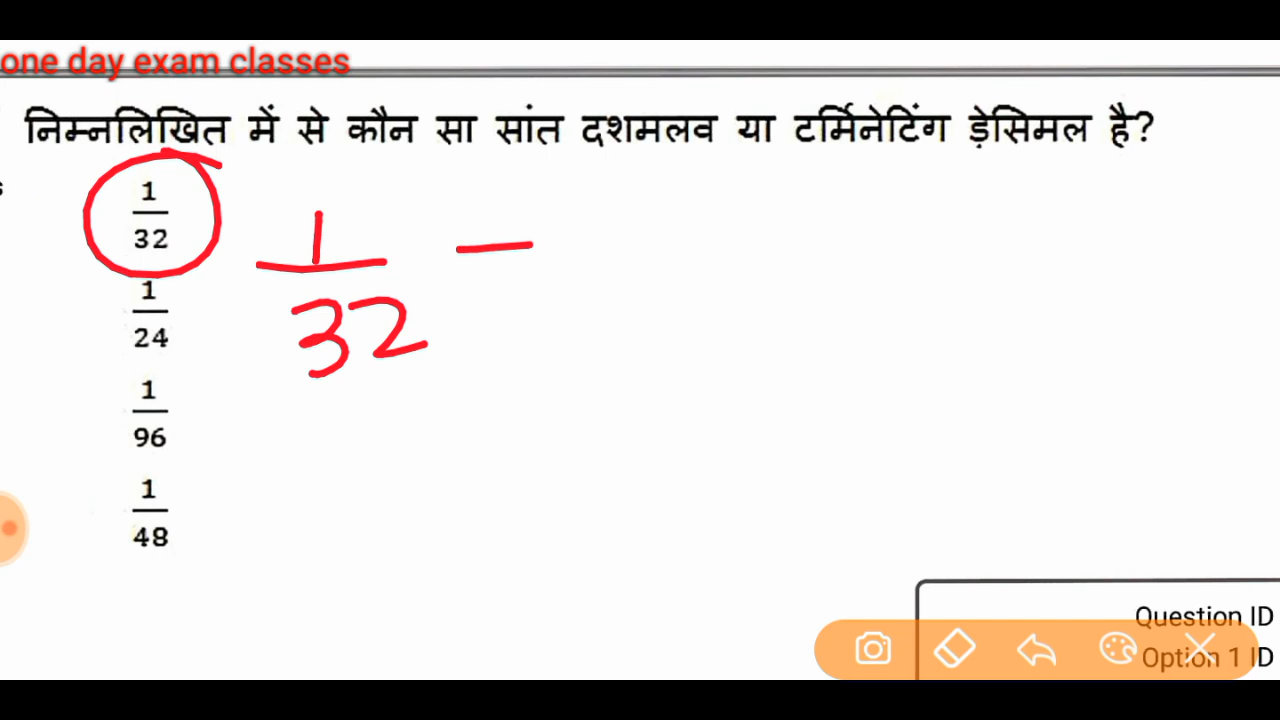 one day exam classes
निम्नलिखित में से कौन सा सांत दशमलव या टर्मिनेटिंग ड़ेसिमल है?
1
32
1
32
1
24
1
96
1
48
Question ID
Option 1 ID